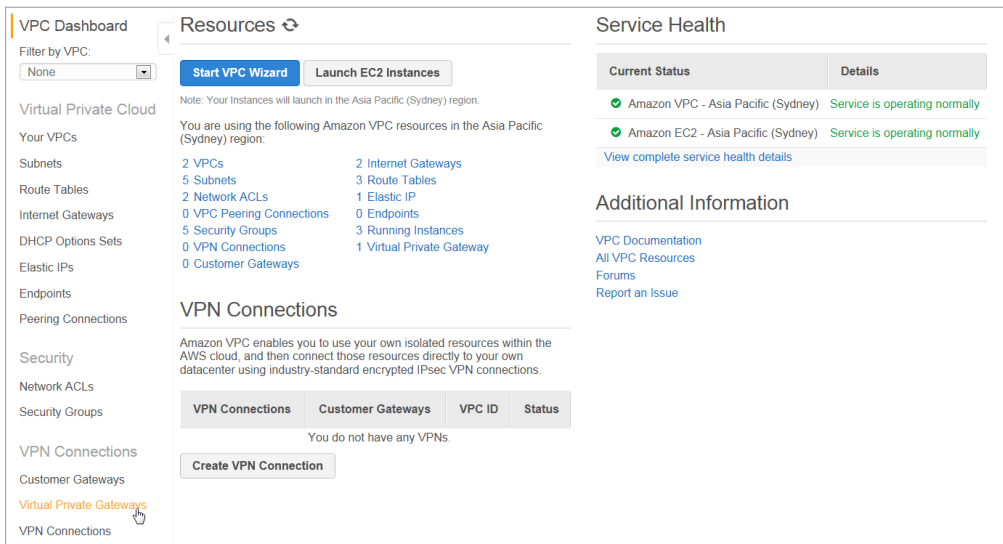 VPC Dashboard
Filter by VPC:
None
Virtual Private Cloud
Your VPCs
Subnets
Route Tables
Internet Gateways
DHCP Options Sets
Elastic IPs
Endpoints
Peering Connections
Security
Network ACLs
Security Groups
VPN Connections
Customer Gateways
Virtual Private Gateways
VPN Connections
Resources
Start VPC Wizard
Launch EC2 Instances
Note: Your Instances will launch in the Asia Pacific (Sydney) region.
You are using the following Amazon VPC resources in the Asia Pacific
(Sydney) region:
2 VPCs
5 Subnets
2 Network ACLs
0 VPC Peering Connections
5 Security Groups
0 VPN Connections
0 Customer Gateways
2 Internet Gateways
3 Route Tables
1 Elastic IP
0 Endpoints
3 Running Instances
1 Virtual Private Gateway
VPN Connections
Amazon VPC enables you to use your own isolated resources within the
AWS cloud, and then connect those resources directly to your own
datacenter using industry-standard encrypted IPsec VPN connections.
VPN Connections Customer Gateways VPC ID Status
You do not have any VPNs.
Create VPN Connection
Service Health
Current Status Details
Amazon VPC - Asia Pacific (Sydney) Service is operating normally
Amazon EC2 - Asia Pacific (Sydney) Service is operating normally
View complete service health details
Additional Information
VPC Documentation
All VPC Resources
Forums
Report an Issue